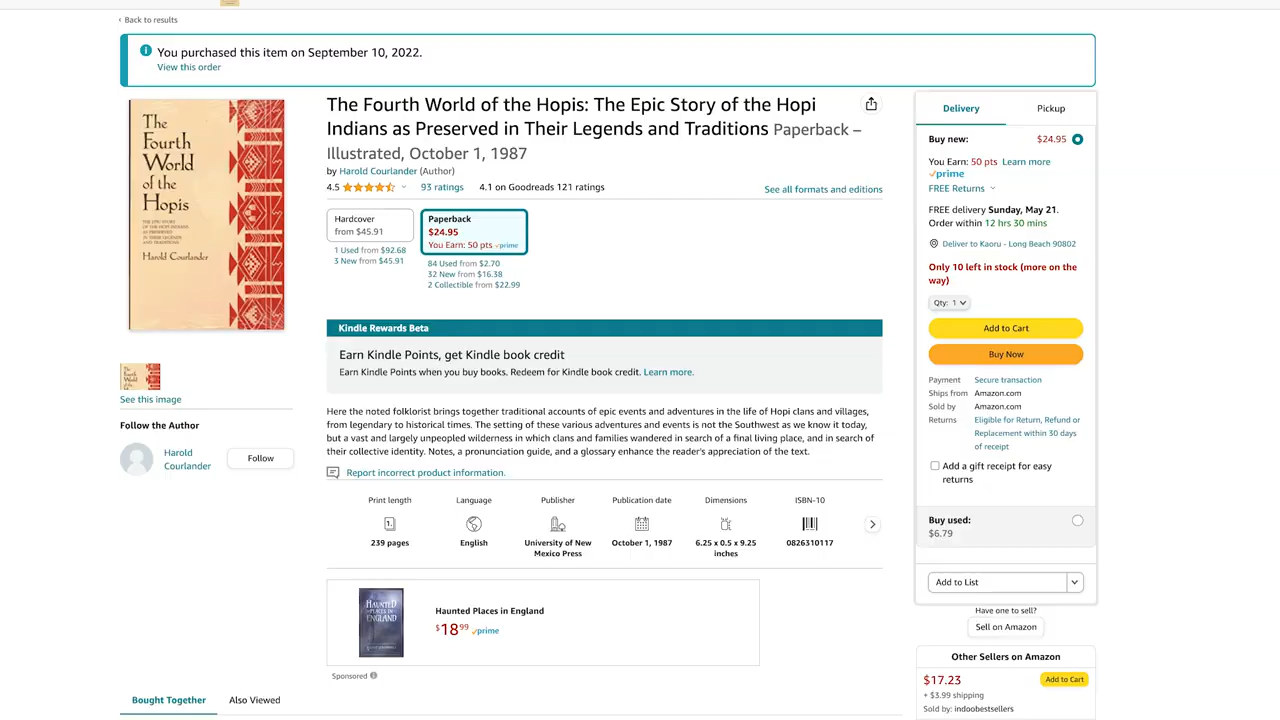 ‹ Back to results
You purchased this item on September 10, 2022.
View this order
The
Fourth
World
of the
Hopis
THE EPIC STORY
OF THE HOPI INDIANS
AS PRESERVED
IN THEIR LEGENDS
AND TRADITIONS
Harold Courlander
See this image
Follow the Author
Harold
Courlander
Follow
The Fourth World of the Hopis: The Epic Story of the Hopi
Indians as Preserved in Their Legends and Traditions Paperback –
Illustrated, October 1, 1987
by Harold Courlander (Author)
4.5 93 ratings 4.1 on Goodreads 121 ratings
See all formats and editions
Hardcover
from $45.91
1 Used from $92.68
3 New from $45.91
Paperback
$24.95
You Earn: 50 pts prime
84 Used from $2.70
32 New from $16.38
2 Collectible from $22.99
Kindle Rewards Beta
Earn Kindle Points, get Kindle book credit
Earn Kindle Points when you buy books. Redeem for Kindle book credit. Learn more.
Here the noted folklorist brings together traditional accounts of epic events and adventures in the life of Hopi clans and villages,
from legendary to historical times. The setting of these various adventures and events is not the Southwest as we know it today,
but a vast and largely unpeopled wilderness in which clans and families wandered in search of a final living place, and in search of
their collective identity. Notes, a pronunciation guide, and a glossary enhance the reader's appreciation of the text.
Report incorrect product information.
Print length
239 pages
Language
English
Publisher
University of New
Mexico Press
Publication date
October 1, 1987
Dimensions
6.25 x 0.5 x 9.25
inches
ISBN-10
0826310117
HAUNTED
PLACES IN
ENGLAND
Haunted Places in England
$18.99 prime
Sponsored
Bought Together
Also Viewed
Delivery
Pickup
Buy new: $24.95
You Earn: 50 pts Learn more
prime
FREE Returns
FREE delivery Sunday, May 21.
Order within 12 hrs 30 mins
Deliver to Kaoru - Long Beach 90802
Only 10 left in stock (more on the
way)
Qty: 1
Add to Cart
Buy Now
Payment Secure transaction
Ships from Amazon.com
Sold by Amazon.com
Returns Eligible for Return, Refund or
Replacement within 30 days
of receipt
Add a gift receipt for easy
returns
Buy used:
$6.79
Add to List
Have one to sell?
Sell on Amazon
Other Sellers on Amazon
$17.23 Add to Cart
+ $3.99 shipping
Sold by: indoobestsellers